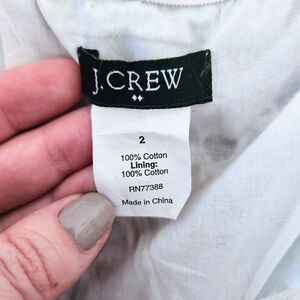 J.CREW
2
100% Cotton
Lining:
100% Cotton
RN77388
Made in China